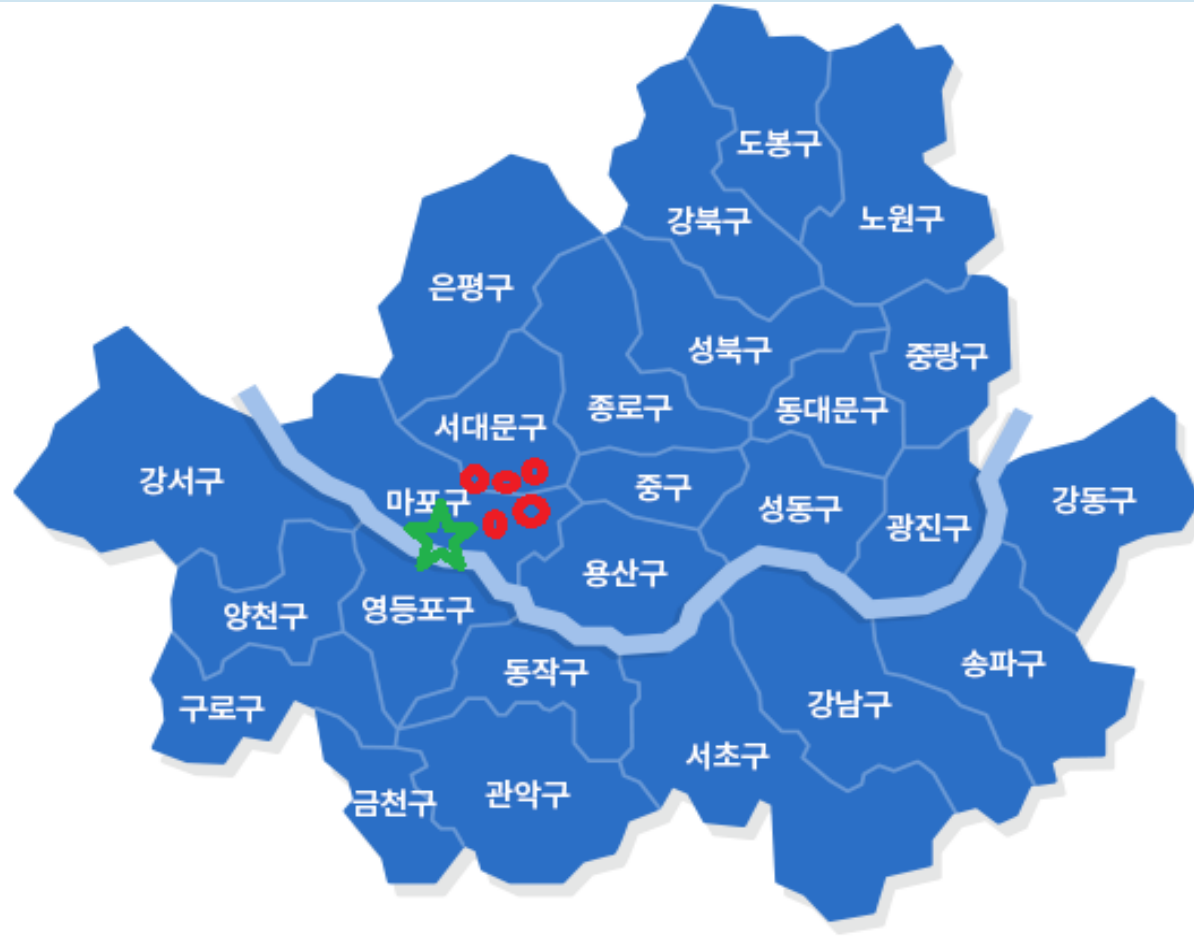 도봉구
강북구
노원구
은평구
성북구
중랑구
서대문구
종로구
동대문구
강서구
마포구
중구
성동구
강동구
광진구
용산구
양천구
영등포구
동작구
송파구
구로구
강남구
서초구
금천구
관악구